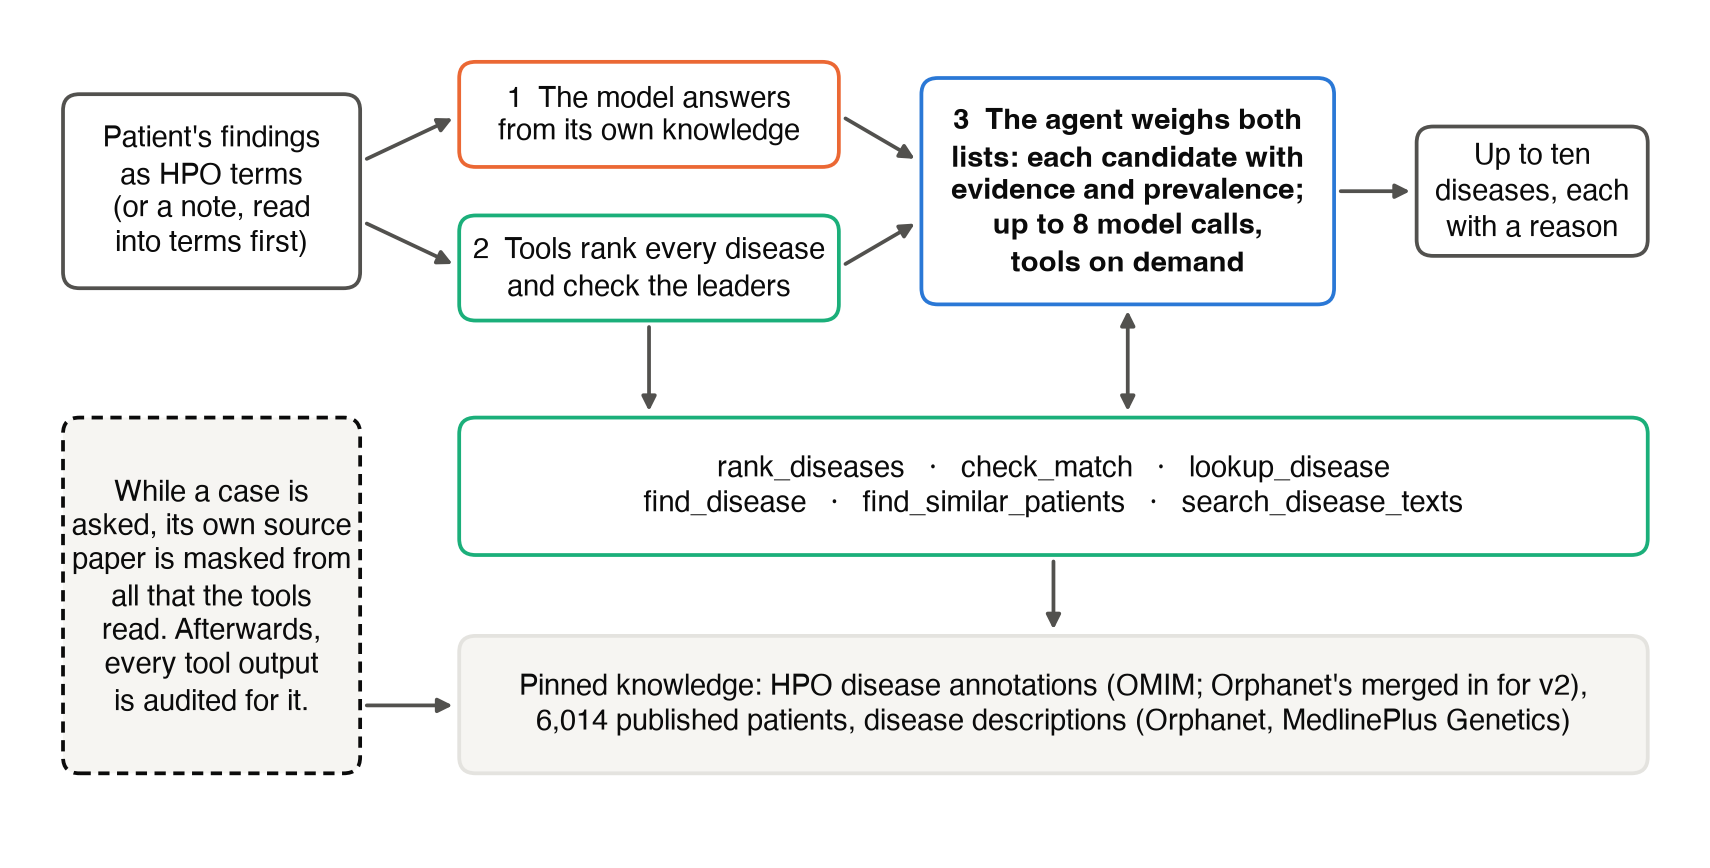 Patient's findings
as HPO terms
(or a note, read
into terms first)
1 The model answers
from its own knowledge
2 Tools rank every disease
and check the leaders
3 The agent weighs both
lists: each candidate with
evidence and prevalence;
up to 8 model calls,
tools on demand
Up to ten
diseases, each
with a reason
While a case is
asked, its own source
paper is masked from
all that the tools
read. Afterwards,
every tool output
is audited for it.
rank_diseases · check_match · lookup_disease
find_disease · find_similar_patients · search_disease_texts
Pinned knowledge: HPO disease annotations (OMIM; Orphanet's merged in for v2),
6,014 published patients, disease descriptions (Orphanet, MedlinePlus Genetics)